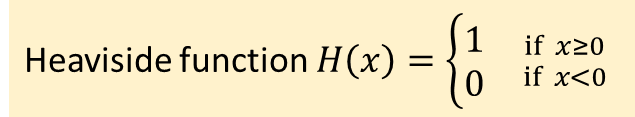 Heaviside function H(x) = {1 if x≥0
0 if x<0